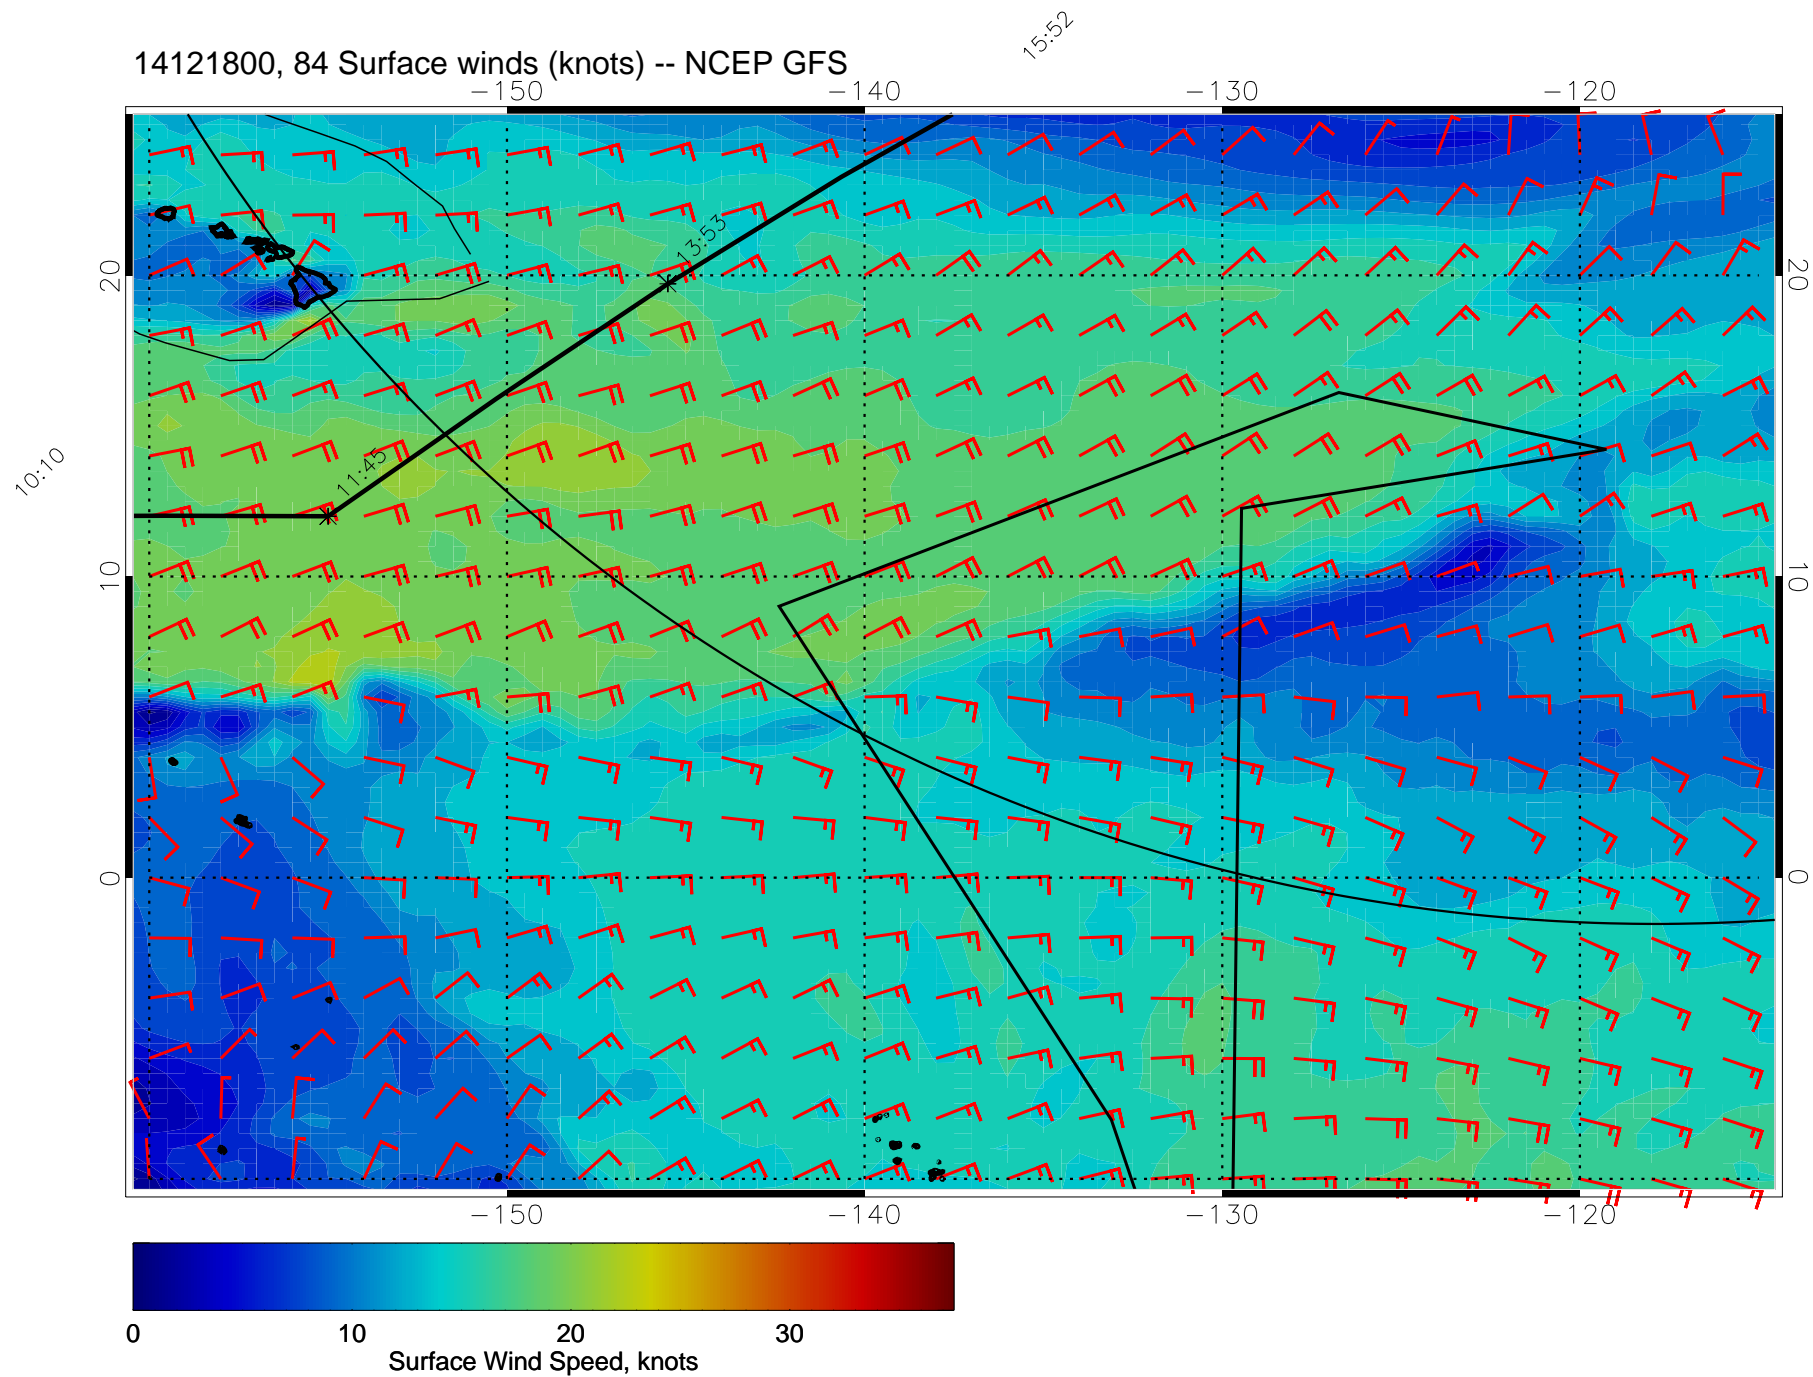 15:52
14121800, 84 Surface winds (knots) -- NCEP GFS
−150 −140 −130 −120
13:53
20 20
10:10 11:45
10 10
0 0
−150 −140 −130 −120
0 10 20 30
Surface Wind Speed, knots